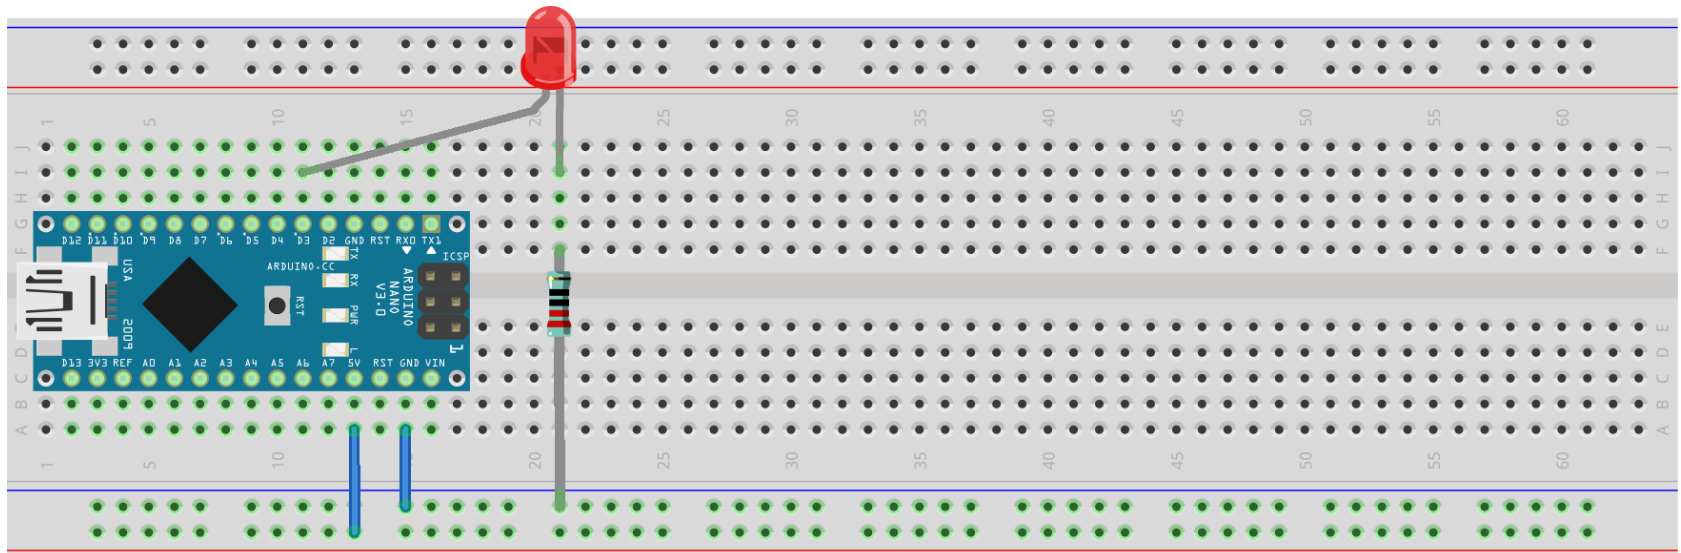 1 5 10 15 20 25 30 35 40 45 50 55 60
J J
I I
H H
G G
D12 D11 D10 D9 D8 D7 D6 D5 D4 D3 D2 GND RST RX0 TX1
F F
ICSP
ARDUINO.CC
TX
RX
PWR
L
RST
USA
2009
ARDUINO
NANO
V3.0
1
E
D D
D13 3V3 REF A0 A1 A2 A3 A4 A5 A6 A7 5V RST GND VIN
C C
B B
A A
1 5 10 15 20 25 30 35 40 45 50 55 60